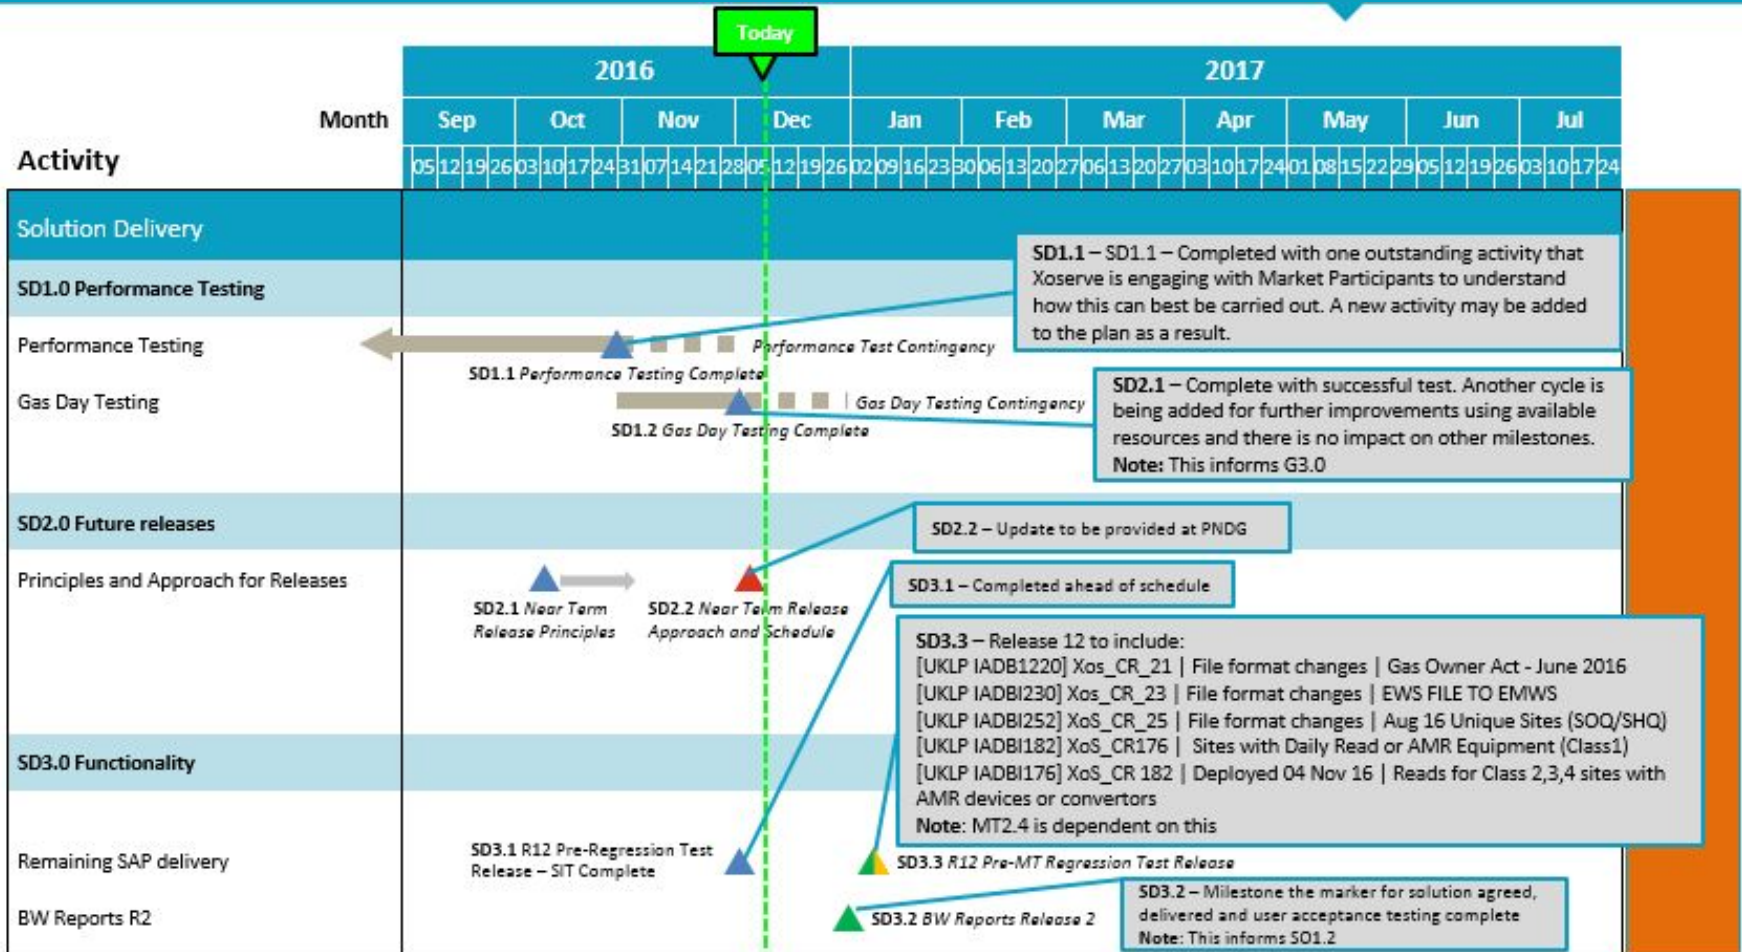 Today
2016 2017
Month Sep Oct Nov Dec Jan Feb Mar Apr May Jun Jul
Activity
05 12 19 26 03 10 17 24 31 07 14 21 28 05 12 19 26 02 09 16 23 30 06 13 20 27 06 13 20 27 03 10 17 24 01 08 15 22 29 05 12 19 26 03 10 17 24
Solution Delivery
SD1.1 – SD1.1 – Completed with one outstanding activity that
Xoserve is engaging with Market Participants to understand
how this can best be carried out. A new activity may be added
to the plan as a result.
SD1.0 Performance Testing
Performance Testing
Performance Test Contingency
SD1.1 Performance Testing Complete
Gas Day Testing
Gas Day Testing Contingency
SD1.2 Gas Day Testing Complete
SD2.1 – Complete with successful test. Another cycle is
being added for further improvements using available
resources and there is no impact on other milestones.
Note: This informs G3.0
SD2.0 Future releases
SD2.2 – Update to be provided at PNDG
Principles and Approach for Releases
SD2.1 Near Term
Release Principles
SD2.2 Near Term Release
Approach and Schedule
SD3.1 – Completed ahead of schedule
SD3.3 – Release 12 to include:
[UKLP IADB1220] Xos_CR_21 | File format changes | Gas Owner Act - June 2016
[UKLP IADBI230] Xos_CR_23 | File format changes | EWS FILE TO EMWS
[UKLP IADBI252] XoS_CR_25 | File format changes | Aug 16 Unique Sites (SOQ/SHQ)
[UKLP IADBI182] XoS_CR176 | Sites with Daily Read or AMR Equipment (Class1)
[UKLP IADBI176] XoS_CR 182 | Deployed 04 Nov 16 | Reads for Class 2,3,4 sites with
AMR devices or convertors
Note: MT2.4 is dependent on this
SD3.0 Functionality
Remaining SAP delivery
SD3.1 R12 Pre-Regression Test
Release – SIT Complete
SD3.3 R12 Pre-MT Regression Test Release
BW Reports R2
SD3.2 BW Reports Release 2
SD3.2 – Milestone the marker for solution agreed,
delivered and user acceptance testing complete
Note: This informs SO1.2